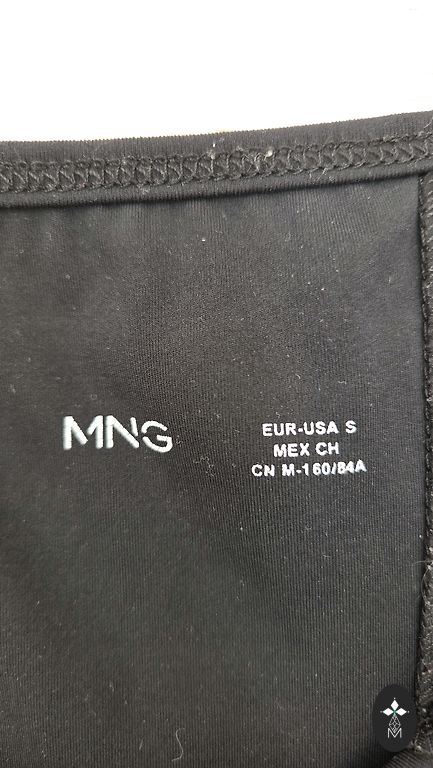 MNG
EUR-USA S
MEX CH
CN M-160/84A
M